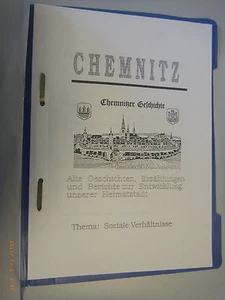 CHEMNITZ
Chemnitzer Geschichte
Alte Geschichten, Erzählungen
und Berichte zur Entwicklung
unserer Heimatstadt
Thema: Soziale Verhältnisse